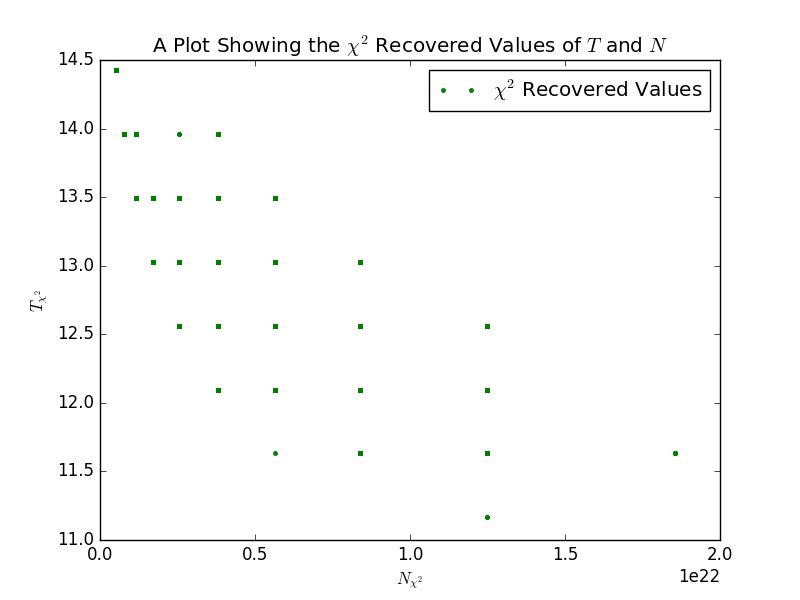 A Plot Showing the χ² Recovered Values of T and N
χ² Recovered Values
14.5
14.0
13.5
13.0
12.5
12.0
11.5
11.0
T_χ²
0.0 0.5 1.0 1.5 2.0
1e22
N_χ²